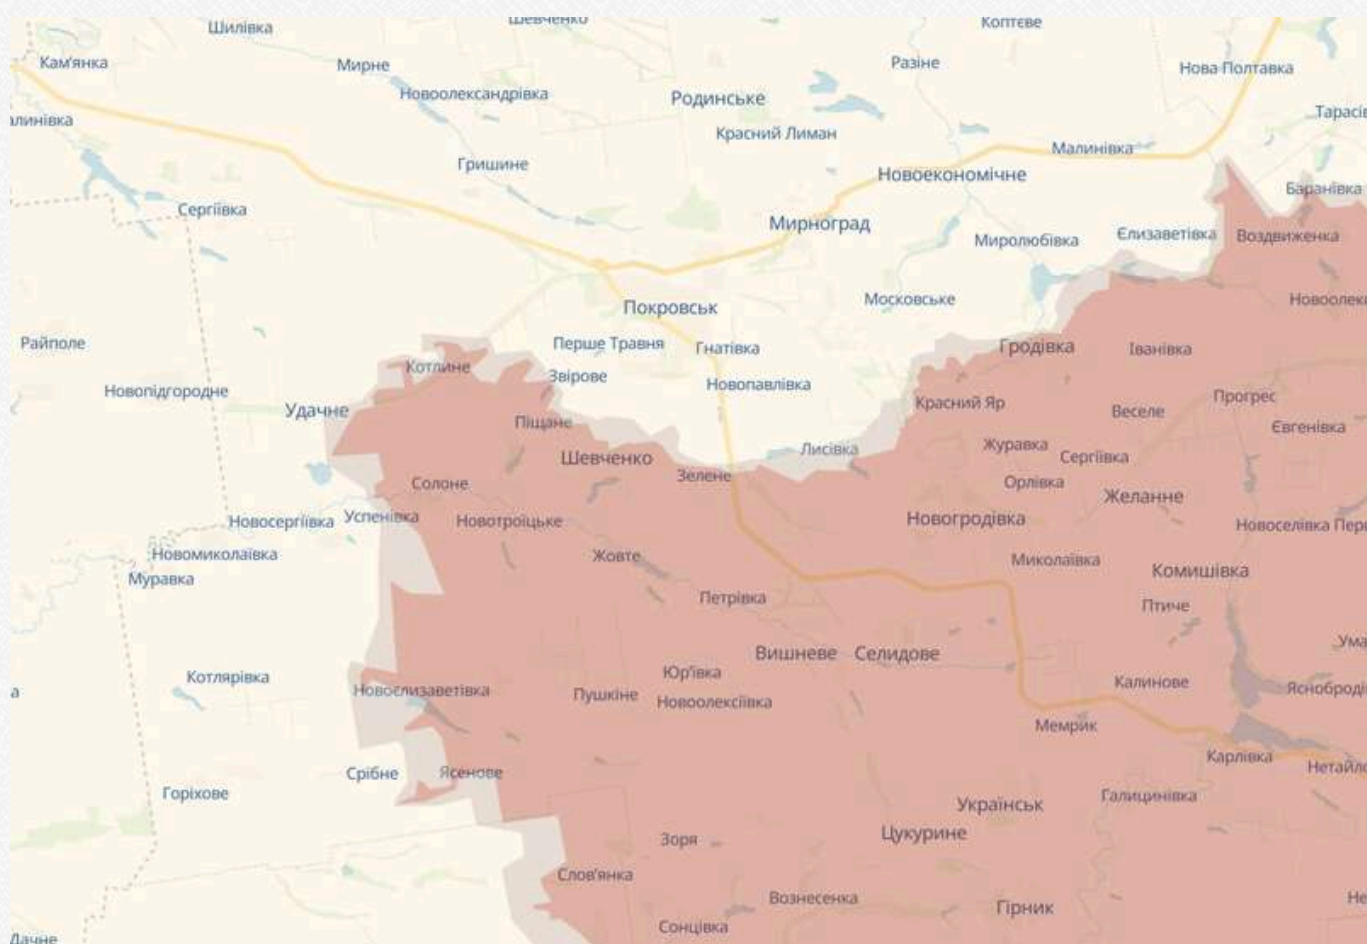 Шевченко
Коптєве
Шилівка
Кам'янка
Мирне
Разіне
Нова Полтавка
Новоолександрівка
Родинське
Тарасів
алинівка
Красний Лиман
Малинівка
Гришине
Новоекономічне
Баранівка
Сергіївка
Мирноград
Миролюбівка
Єлизаветівка
Воздвиженка
Покровськ
Московське
Новоолек
Райполе
Перше Травня
Гнатівка
Гродівка
Іванівка
Котлине
Звірове
Новопавлівка
Новопідгородне
Удачне
Красний Яр
Веселе
Прогрес
Піщане
Євгенівка
Шевченко
Лисівка
Журавка
Сергіївка
Зелене
Солоне
Орлівка
Желанне
Новосергіївка
Успенівка
Новотроїцьке
Новогродівка
Новоселівка Пер
Новомиколаївка
Жовте
Миколаївка
Комишівка
Муравка
Петрівка
Птиче
Вишневе
Селидове
Ума
Котлярівка
Юр'ївка
Калинове
Яснобродів
а
Новоєлизаветівка
Пушкіне
Новоолексіївка
Мемрик
Карлівка
Нетайло
Срібне
Ясенове
Горіхове
Українськ
Галицинівка
Цукурине
Зоря
Слов'янка
Вознесенка
Гірник
Не
Сонцівка
Дачне